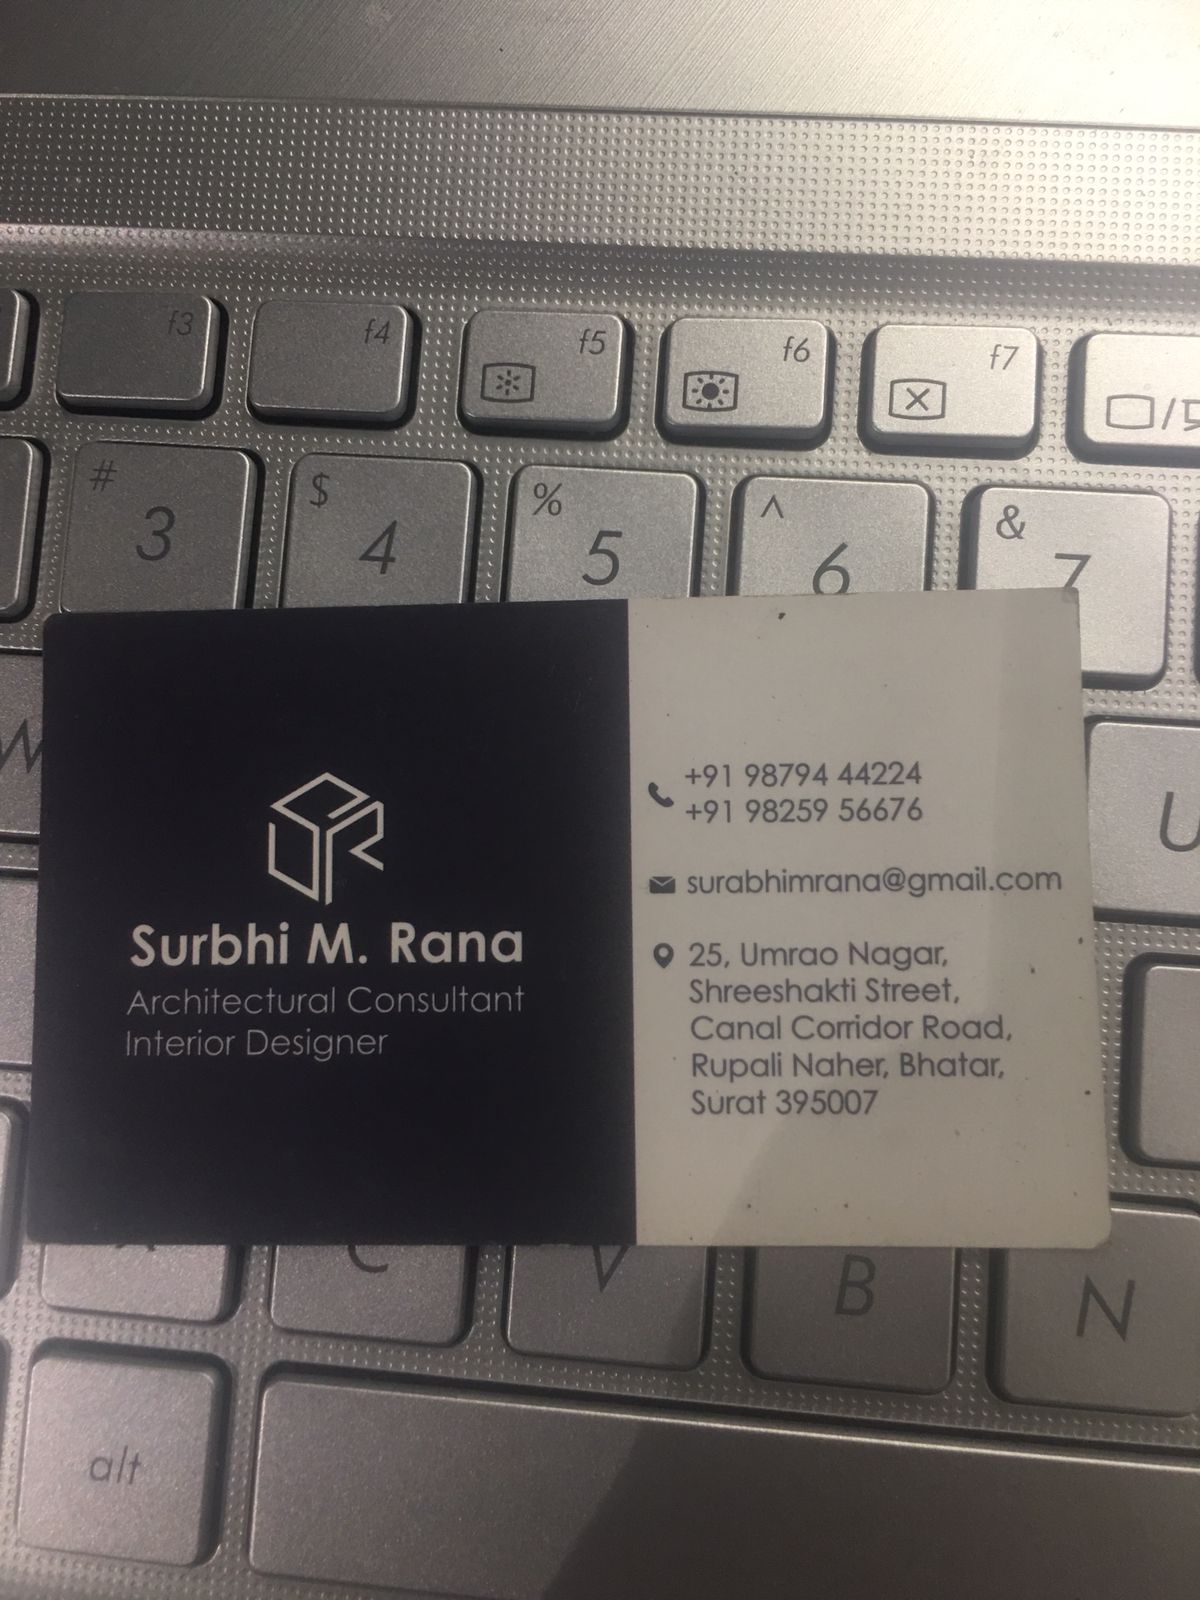 f3
f4
f5
f6
f7
#
3
$
4
%
5
^
6
&
7
W
U
Surbhi M. Rana
Architectural Consultant
Interior Designer
+91 98794 44224
+91 98259 56676
surabhimrana@gmail.com
25, Umrao Nagar,
Shreeshakti Street,
Canal Corridor Road,
Rupali Naher, Bhatar,
Surat 395007
C
V
B
N
alt